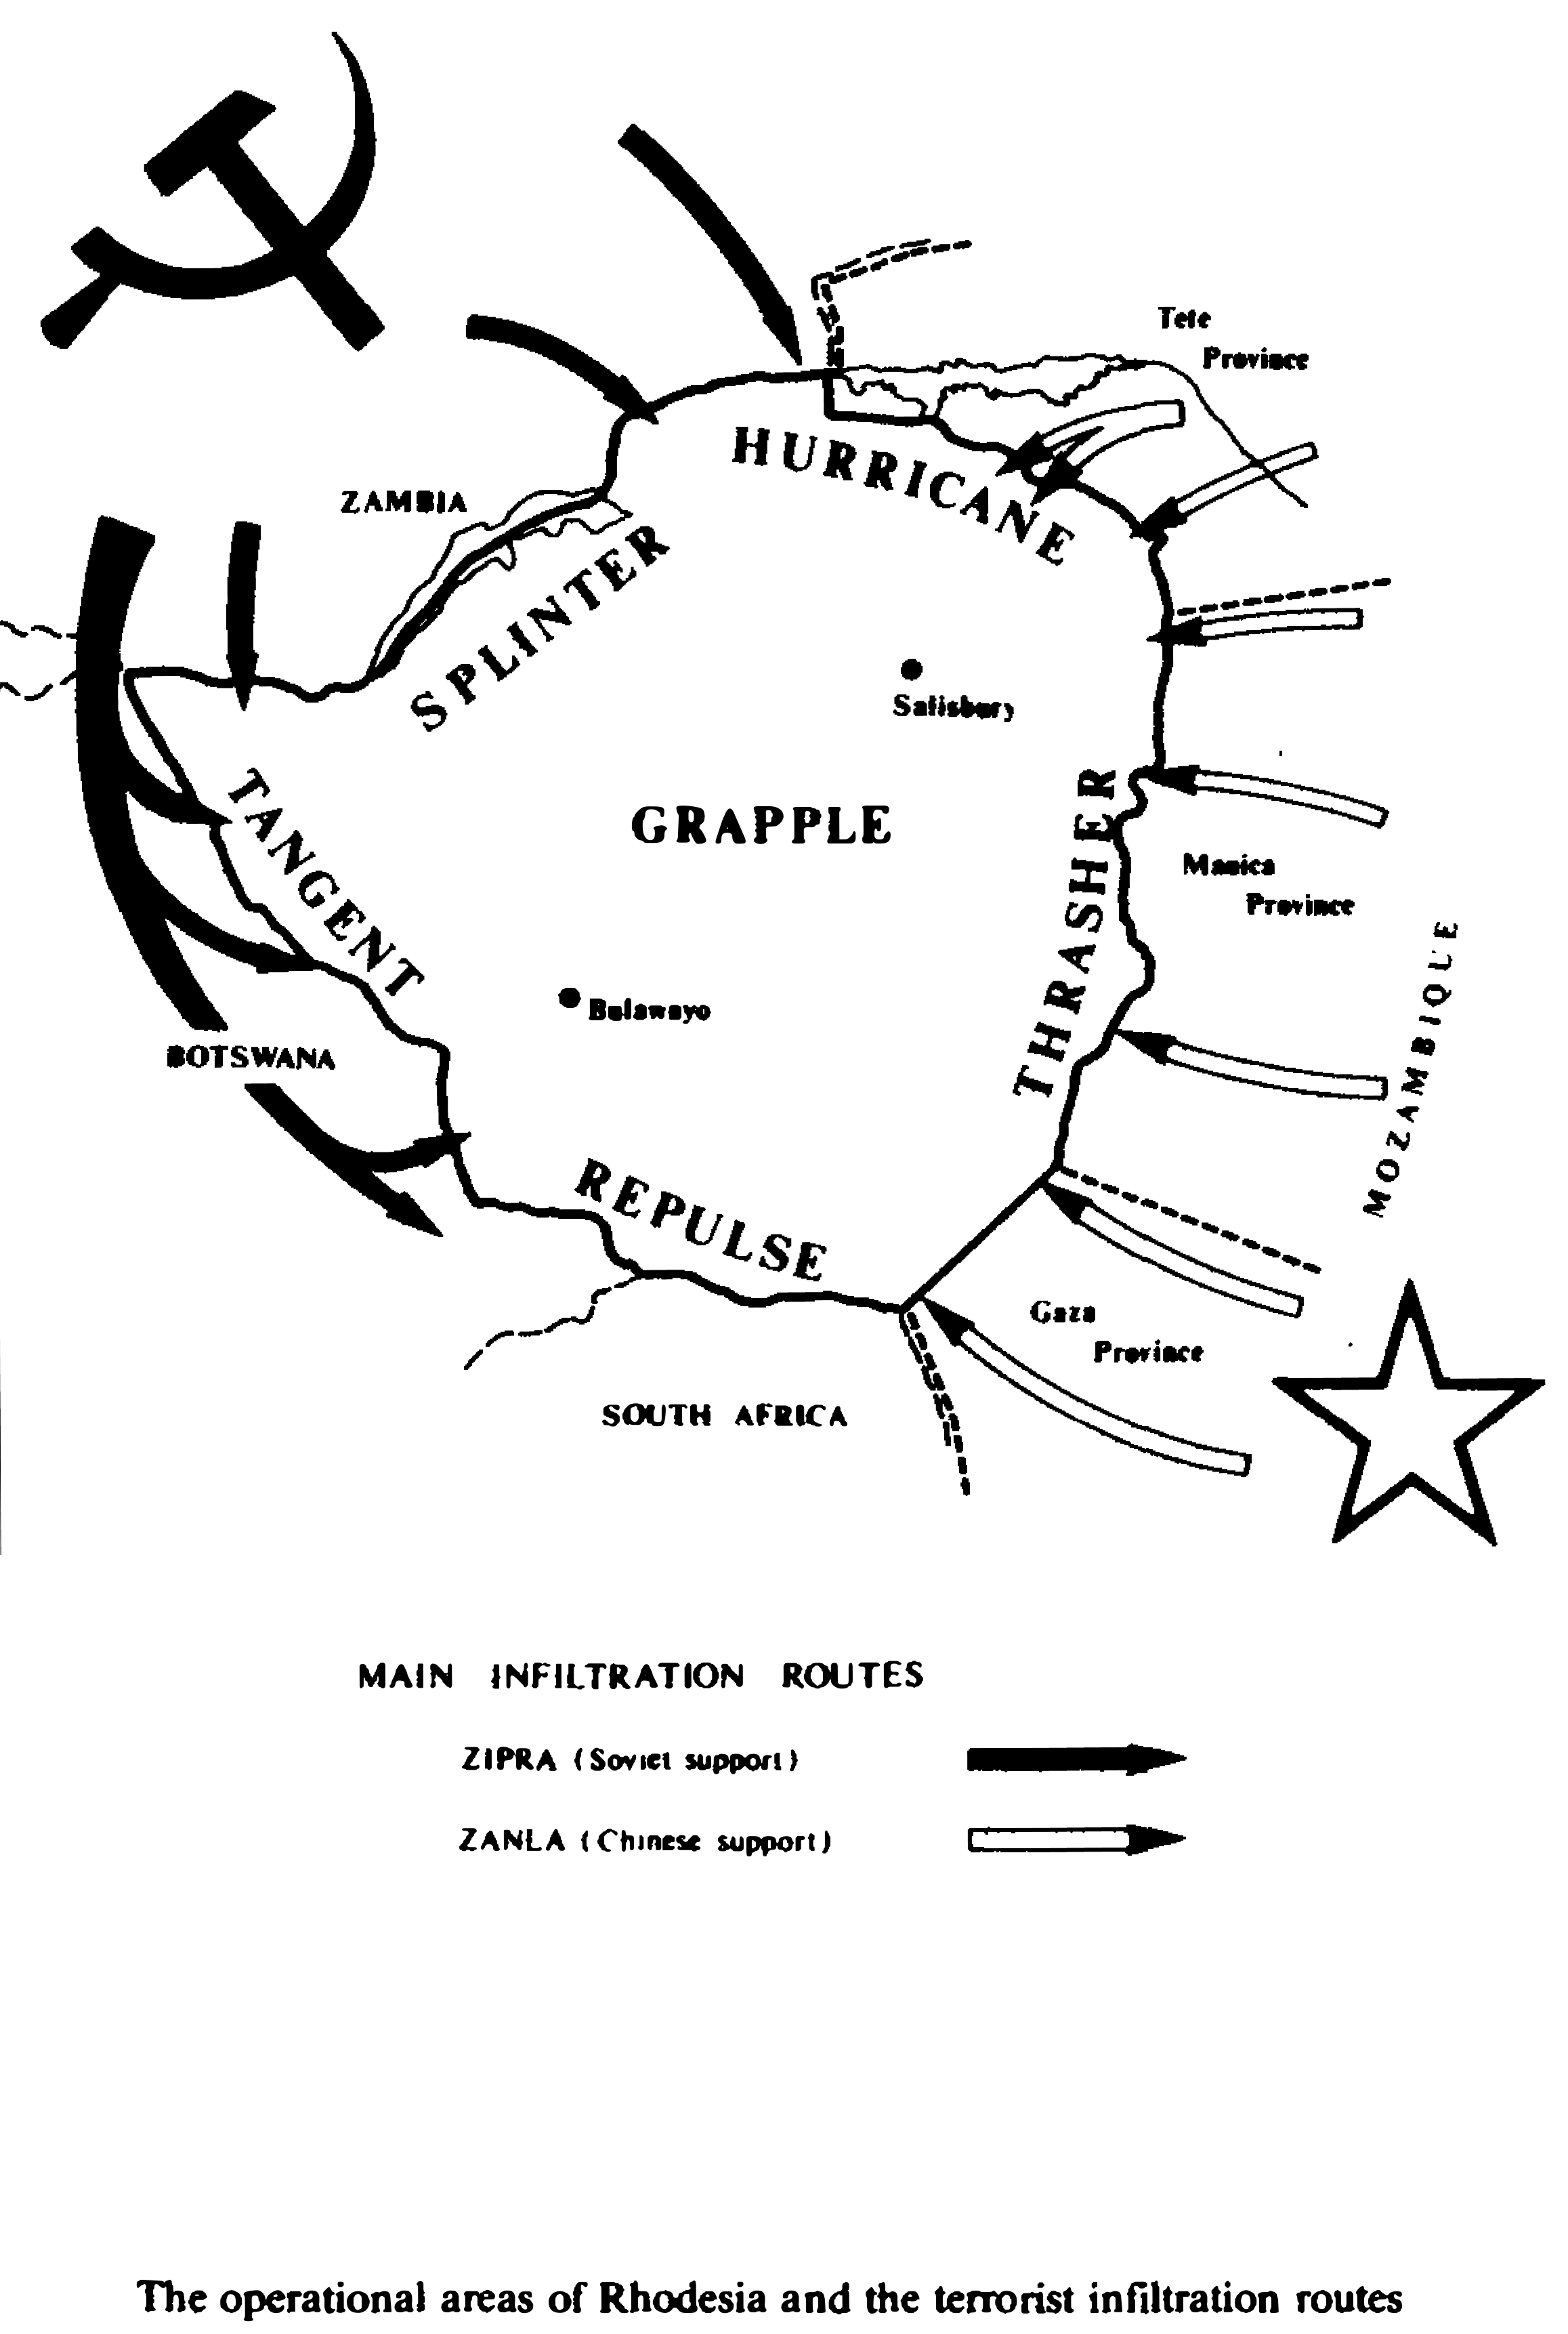 Tete
Province
HURRICANE
ZAMBIA
SPLINTER
Salisbury
TANGENT
GRAPPLE
THRASHER
Manica
Province
MOZAMBIQUE
Bulawayo
BOTSWANA
REPULSE
Gaza
Province
SOUTH AFRICA
MAIN INFILTRATION ROUTES
ZIPRA (Soviet support)
ZANLA (Chinese support)
The operational areas of Rhodesia and the terrorist infiltration routes